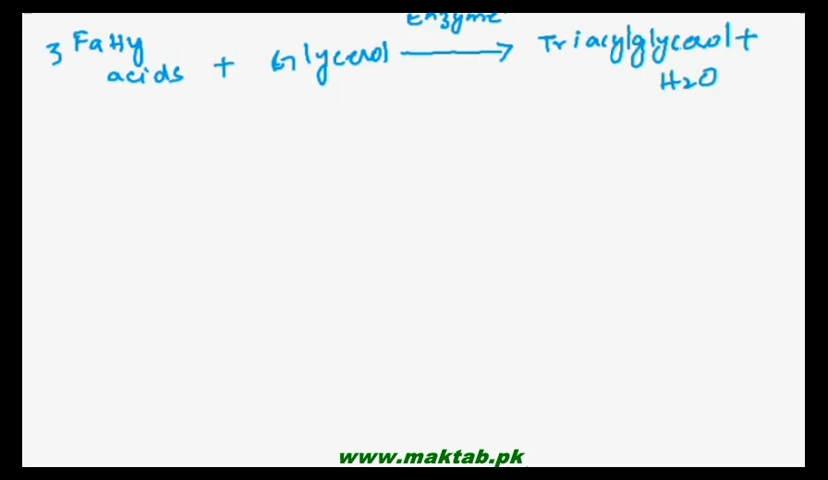 Enzyme
3 Fatty + Glycerol → Triacylglycerol +
acids H2O
www.maktab.pk